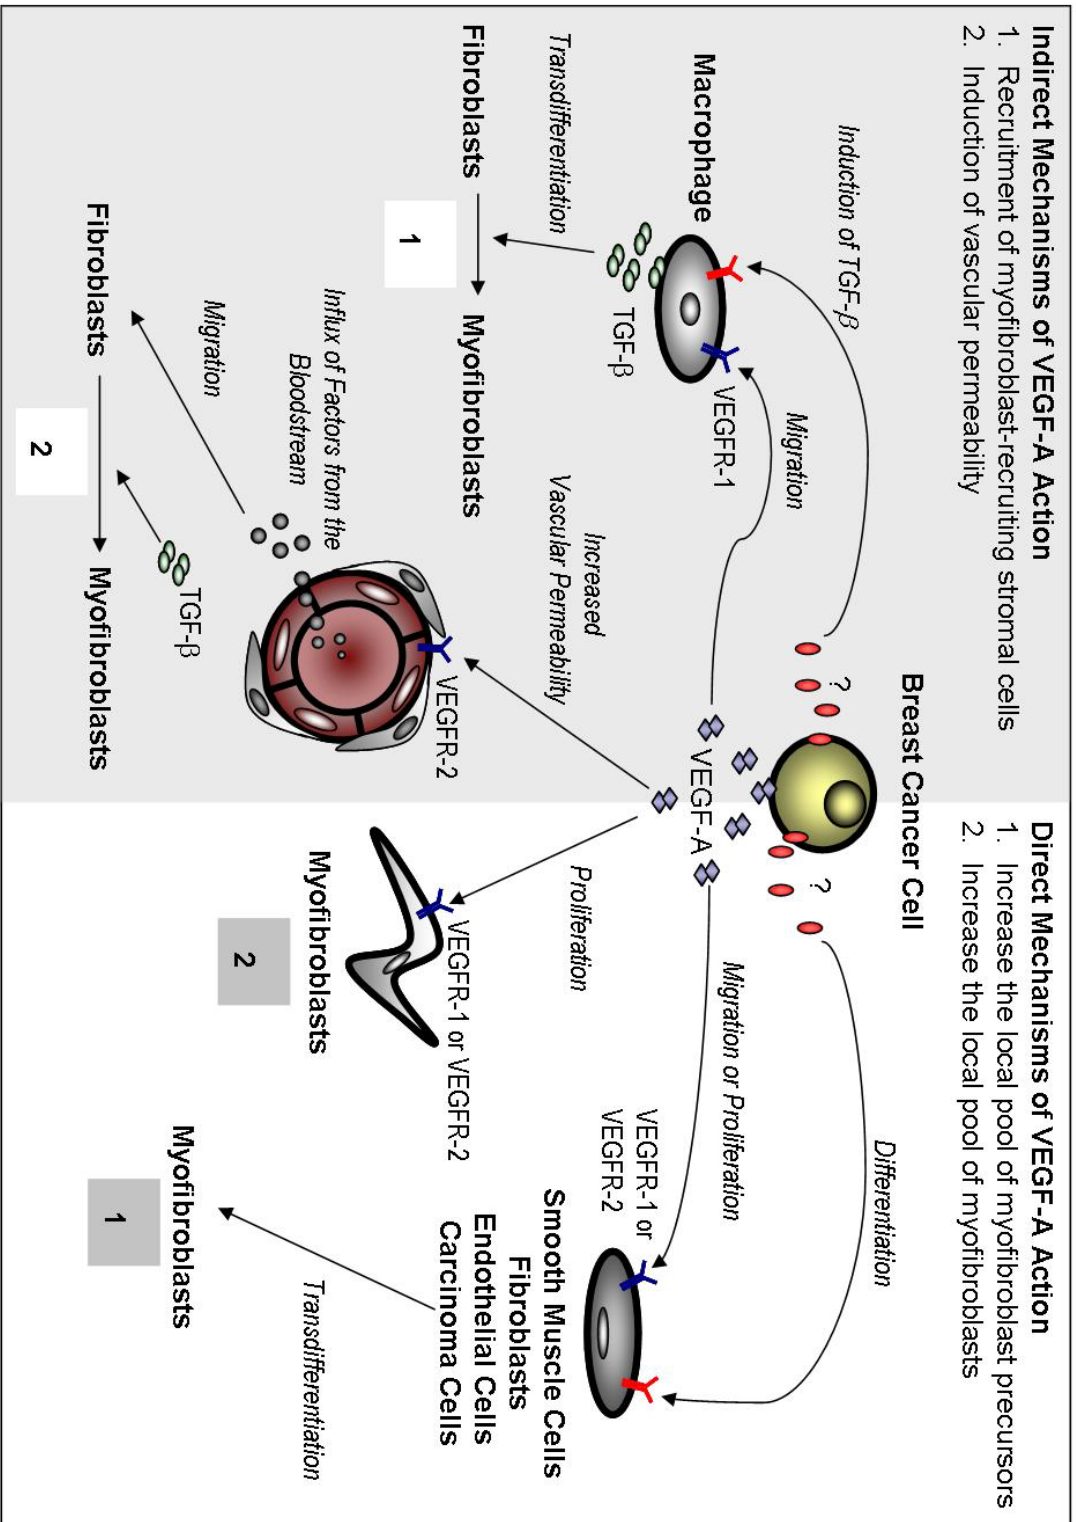 Indirect Mechanisms of VEGF-A Action
1. Recruitment of myofibroblast-recruiting stromal cells
2. Induction of vascular permeability
Direct Mechanisms of VEGF-A Action
1. Increase the local pool of myofibroblast precursors
2. Increase the local pool of myofibroblasts
Breast Cancer Cell
?
?
Induction of TGF-β
Differentiation
Macrophage
VEGFR-1
Migration
VEGF-A
Migration or Proliferation
VEGFR-1 or
VEGFR-2
TGF-β
Transdifferentiation
Fibroblasts
Myofibroblasts
1
Increased
Vascular Permeability
Proliferation
Smooth Muscle Cells
Fibroblasts
Endothelial Cells
Carcinoma Cells
VEGFR-2
VEGFR-1 or VEGFR-2
Influx of Factors from the
Bloodstream
Myofibroblasts
2
Transdifferentiation
Migration
TGF-β
Myofibroblasts
1
Fibroblasts
Myofibroblasts
2